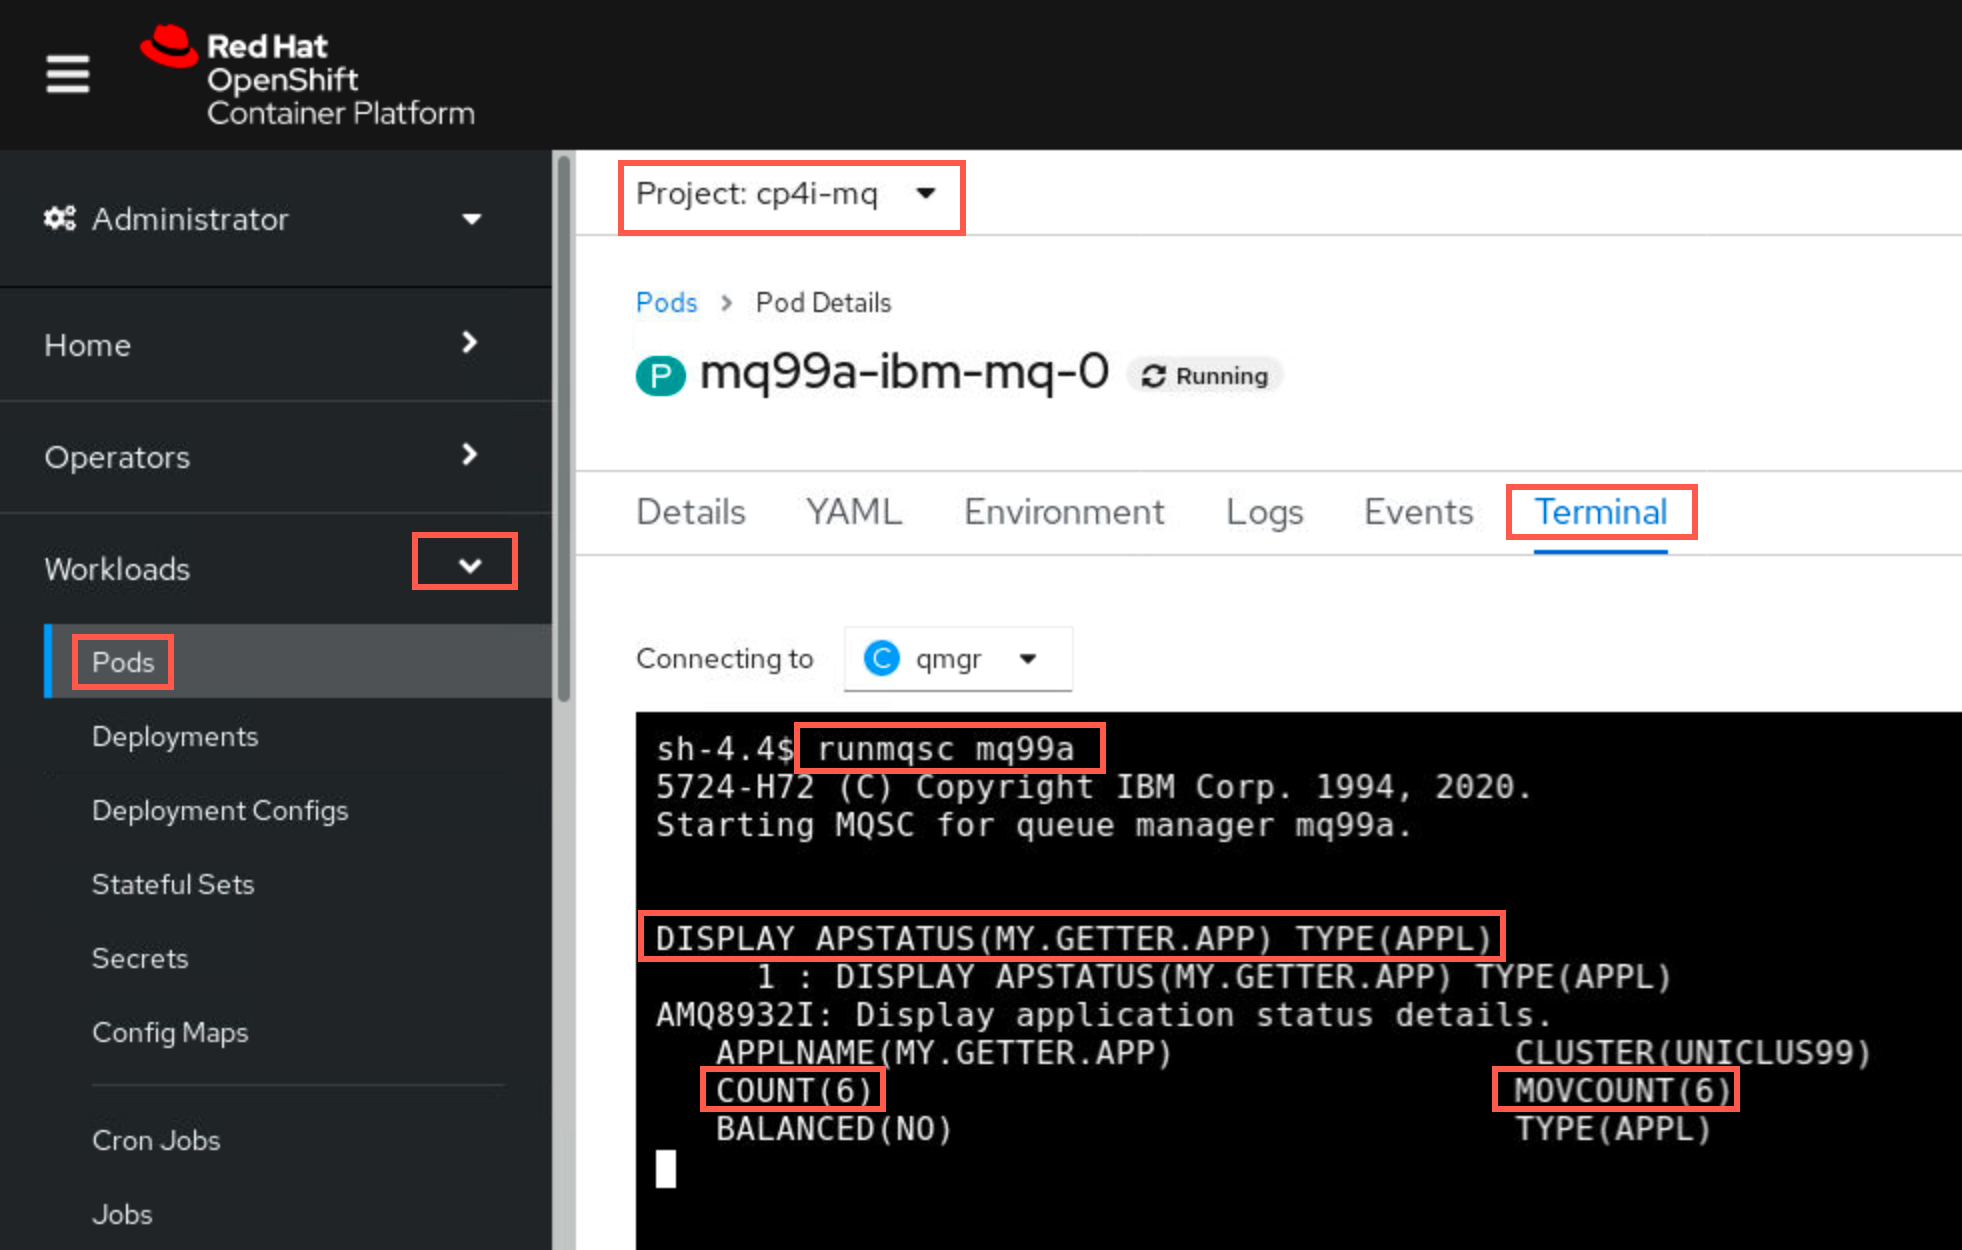 Red Hat
OpenShift
Container Platform
Administrator
Home
Operators
Workloads
Pods
Deployments
Deployment Configs
Stateful Sets
Secrets
Config Maps
Cron Jobs
Jobs
Project: cp4i-mq
Pods > Pod Details
P mq99a-ibm-mq-0 Running
Details YAML Environment Logs Events Terminal
Connecting to C qmgr
sh-4.4$ runmqsc mq99a
5724-H72 (C) Copyright IBM Corp. 1994, 2020.
Starting MQSC for queue manager mq99a.
DISPLAY APSTATUS(MY.GETTER.APP) TYPE(APPL)
1 : DISPLAY APSTATUS(MY.GETTER.APP) TYPE(APPL)
AMQ8932I: Display application status details.
APPLNAME(MY.GETTER.APP) CLUSTER(UNICLUS99)
COUNT(6) MOVCOUNT(6)
BALANCED(NO) TYPE(APPL)